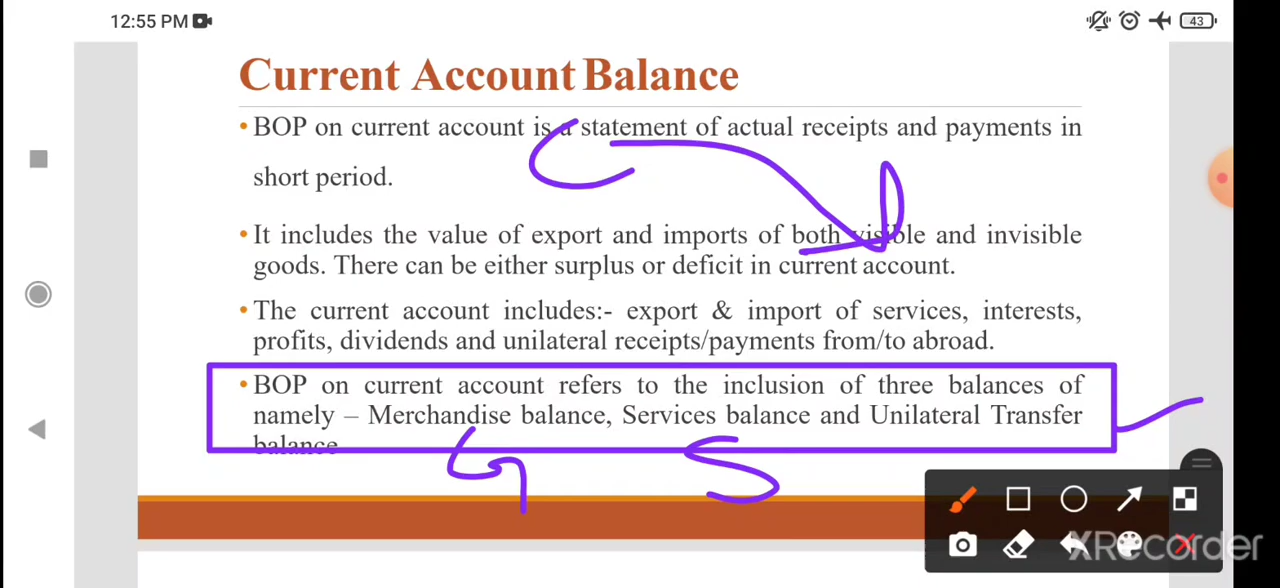 12:55 PM
43
Current Account Balance
• BOP on current account is a statement of actual receipts and payments in
short period.
• It includes the value of export and imports of both visible and invisible
goods. There can be either surplus or deficit in current account.
• The current account includes:- export & import of services, interests,
profits, dividends and unilateral receipts/payments from/to abroad.
• BOP on current account refers to the inclusion of three balances of
namely – Merchandise balance, Services balance and Unilateral Transfer
balance
G S
XRecorder